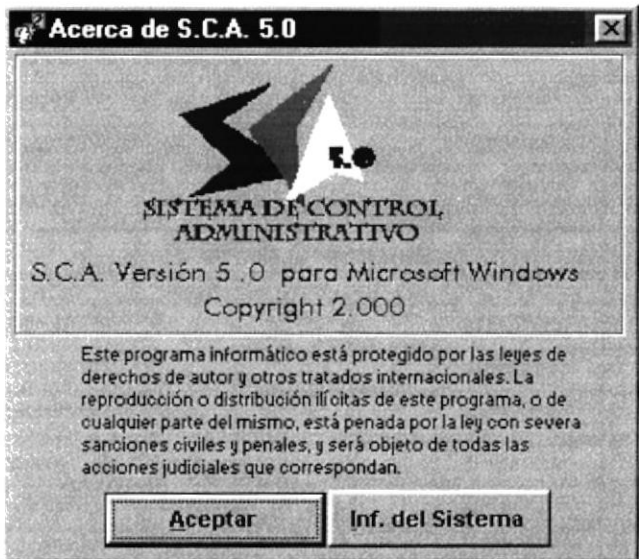 Acerca de S.C.A. 5.0
5.0
SISTEMA DE CONTROL
ADMINISTRATIVO
S.C.A. Versión 5.0 para Microsoft Windows
Copyright 2.000
Este programa informático está protegido por las leyes de
derechos de autor y otros tratados internacionales. La
reproducción o distribución ilícitas de este programa, o de
cualquier parte del mismo, está penada por la ley con severa
sanciones civiles y penales, y será objeto de todas las
acciones judiciales que correspondan.
Aceptar
Inf. del Sistema